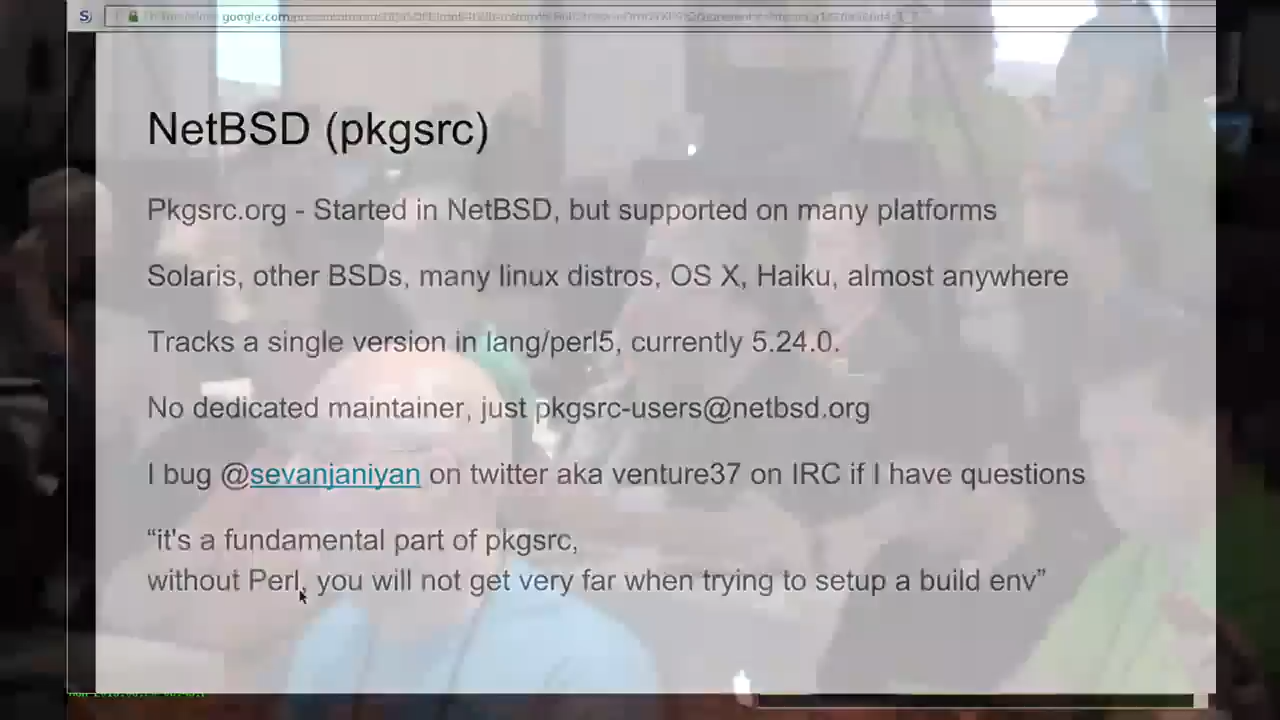 google.com
NetBSD (pkgsrc)
Pkgsrc.org - Started in NetBSD, but supported on many platforms
Solaris, other BSDs, many linux distros, OS X, Haiku, almost anywhere
Tracks a single version in lang/perl5, currently 5.24.0.
No dedicated maintainer, just pkgsrc-users@netbsd.org
I bug @sevanjaniyan on twitter aka venture37 on IRC if I have questions
“it's a fundamental part of pkgsrc,
without Perl, you will not get very far when trying to setup a build env”